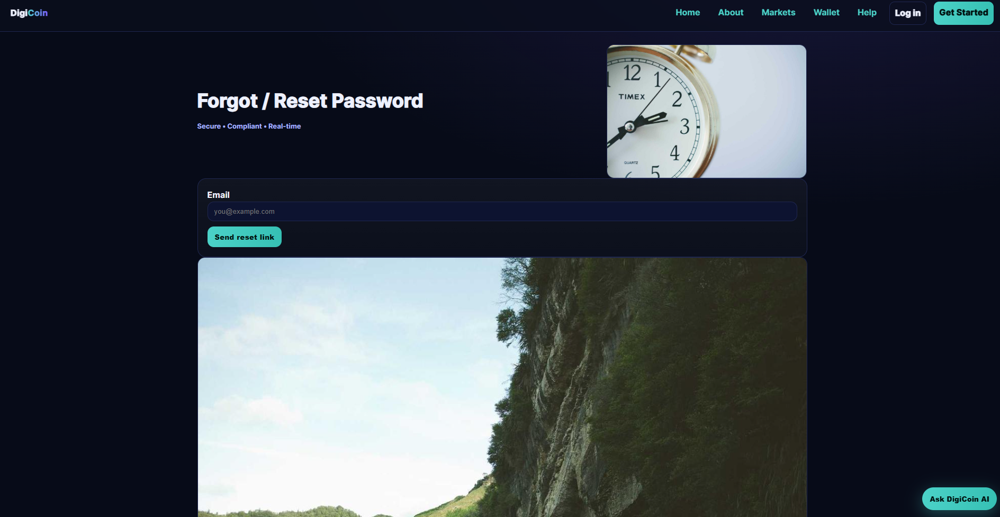 DigiCoin
Home About Markets Wallet Help Log in Get Started
Forgot / Reset Password
Secure • Compliant • Real-time
12
1
2
3
4
5
6
TIMEX
QUARTZ
Email
you@example.com
Send reset link
Ask DigiCoin AI